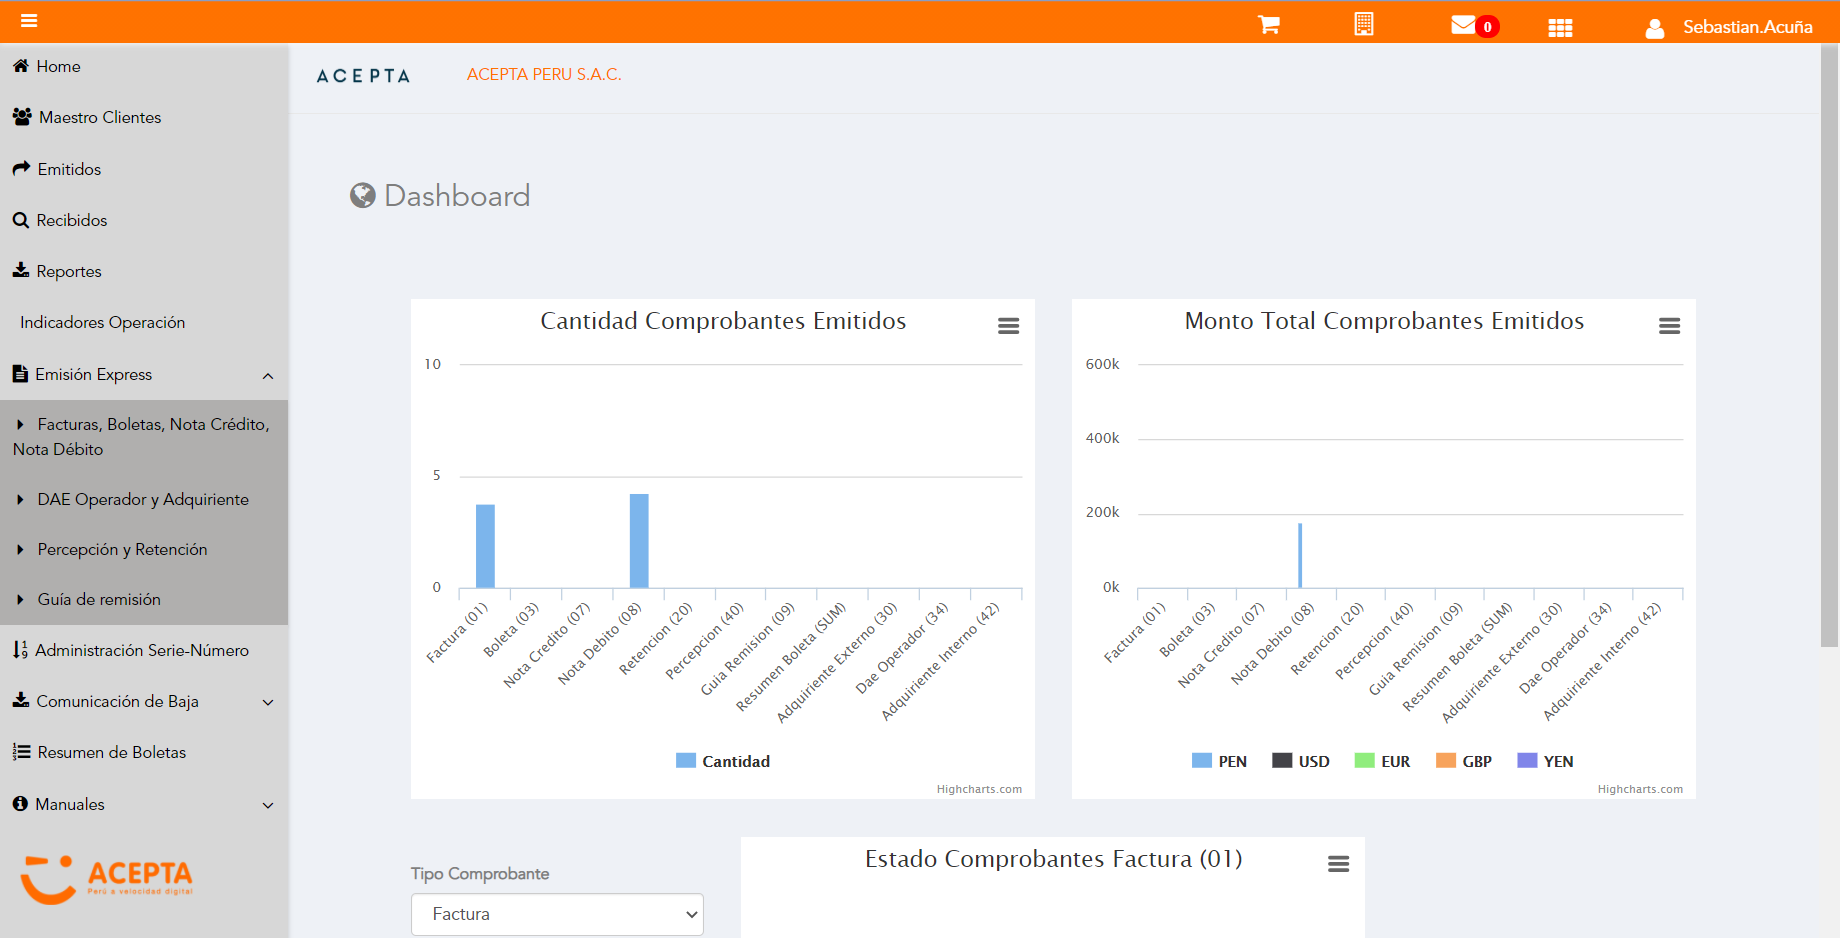 0
Sebastian.Acuña
Home
Maestro Clientes
Emitidos
Recibidos
Reportes
Indicadores Operación
Emisión Express
Facturas, Boletas, Nota Crédito,
Nota Débito
DAE Operador y Adquiriente
Percepción y Retención
Guía de remisión
Administración Serie-Número
Comunicación de Baja
Resumen de Boletas
Manuales
ACEPTA
Perú a velocidad digital
ACEPTA
ACEPTA PERU S.A.C.
Dashboard
Cantidad Comprobantes Emitidos
10
5
0
Factura (01)
Boleta (03)
Nota Credito (07)
Nota Debito (08)
Retencion (20)
Percepcion (40)
Guia Remision (09)
Resumen Boleta (SUM)
Adquiriente Externo (30)
Dae Operador (34)
Adquiriente Interno (42)
Cantidad
Highcharts.com
Monto Total Comprobantes Emitidos
600k
400k
200k
0k
Factura (01)
Boleta (03)
Nota Credito (07)
Nota Debito (08)
Retencion (20)
Percepcion (40)
Guia Remision (09)
Resumen Boleta (SUM)
Adquiriente Externo (30)
Dae Operador (34)
Adquiriente Interno (42)
PEN USD EUR GBP YEN
Highcharts.com
Tipo Comprobante
Factura
Estado Comprobantes Factura (01)